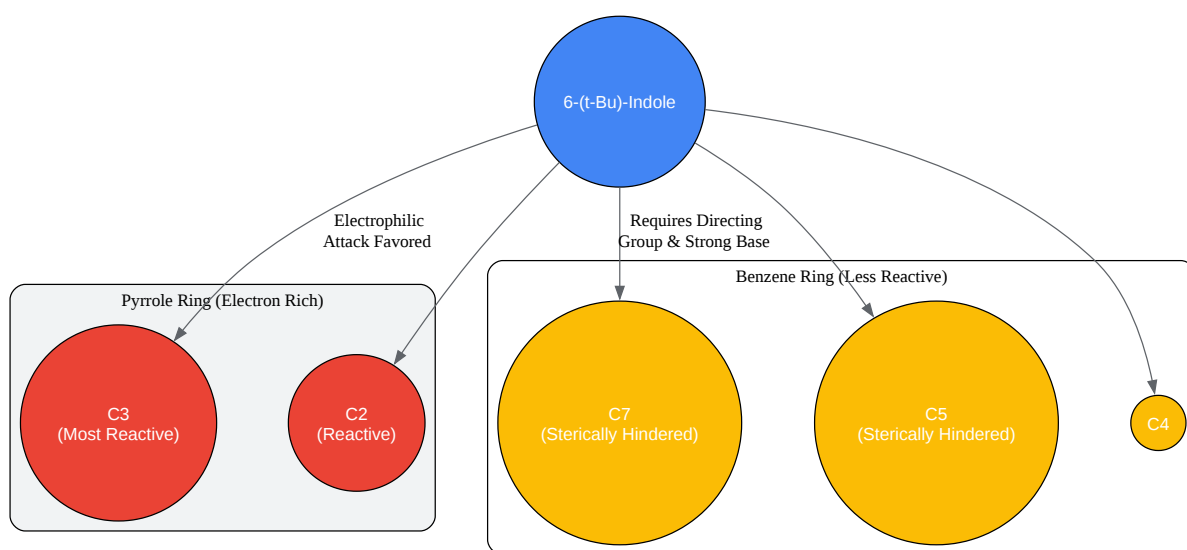 6-(t-Bu)-Indole
Electrophilic
Attack Favored
Requires Directing
Group & Strong Base
Pyrrole Ring (Electron Rich)
Benzene Ring (Less Reactive)
C3
(Most Reactive)
C2
(Reactive)
C7
(Sterically Hindered)
C5
(Sterically Hindered)
C4